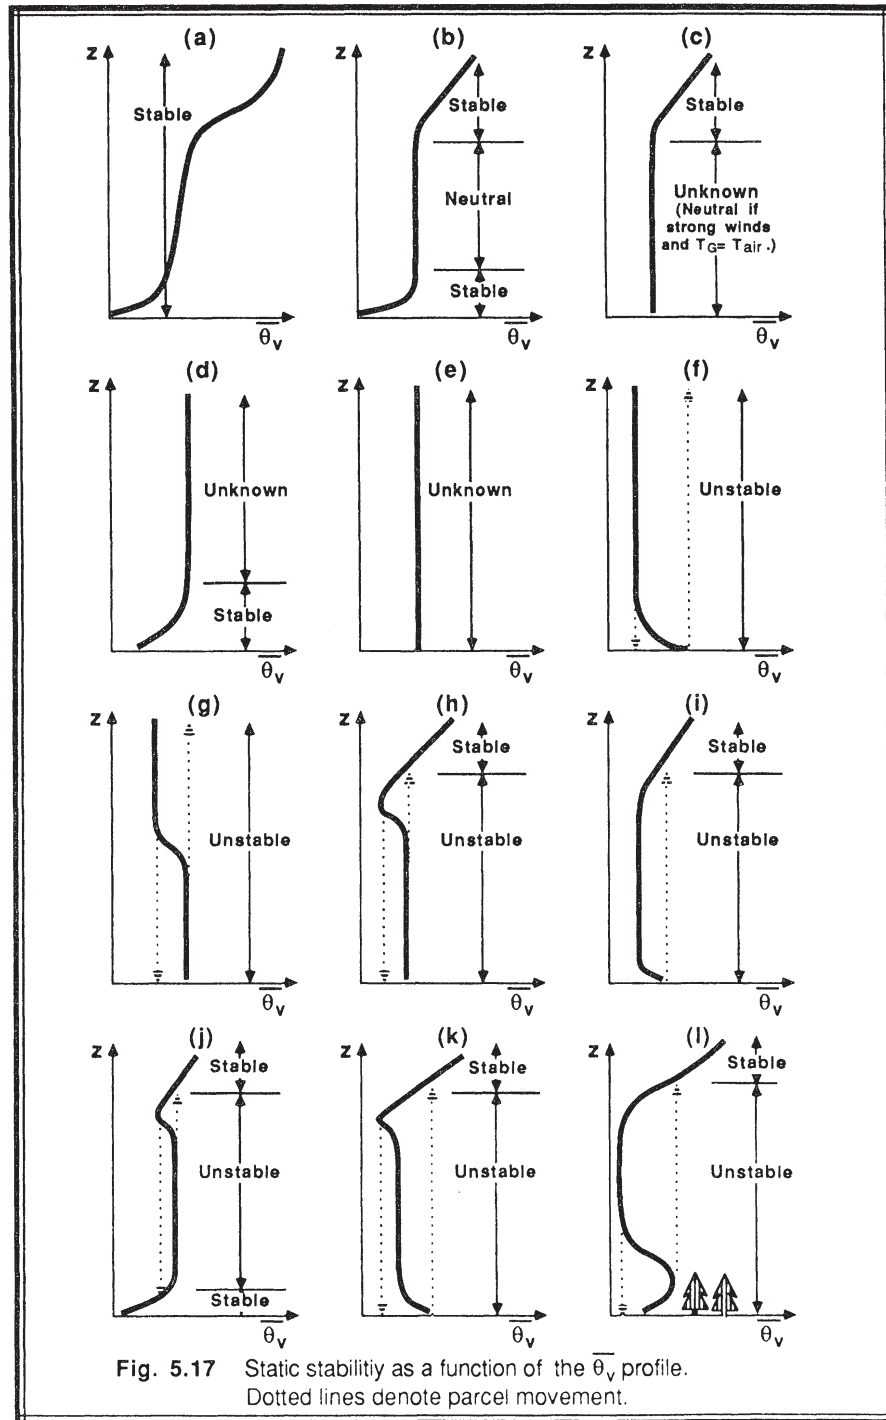 (a)
z
Stable
θv
(b)
z
Stable
Neutral
Stable
θv
(c)
z
Stable
Unknown
(Neutral if
strong winds
and TG= Tair .)
θv
(d)
z
Unknown
Stable
θv
(e)
z
Unknown
θv
(f)
z
Unstable
θv
(g)
z
Unstable
θv
(h)
z
Stable
Unstable
θv
(i)
z
Stable
Unstable
θv
(j)
z
Stable
Unstable
Stable
θv
(k)
z
Stable
Unstable
θv
(l)
z
Stable
Unstable
θv
Fig. 5.17 Static stabilitiy as a function of the θv profile.
Dotted lines denote parcel movement.